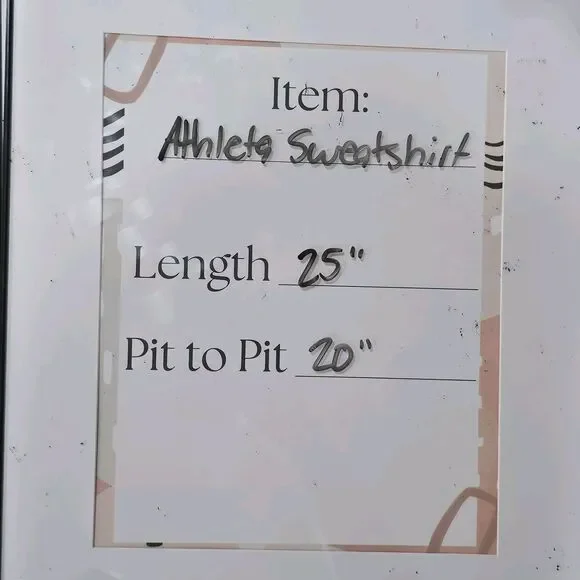 Item:
Athleta Sweatshirt
Length 25"
Pit to Pit 20"